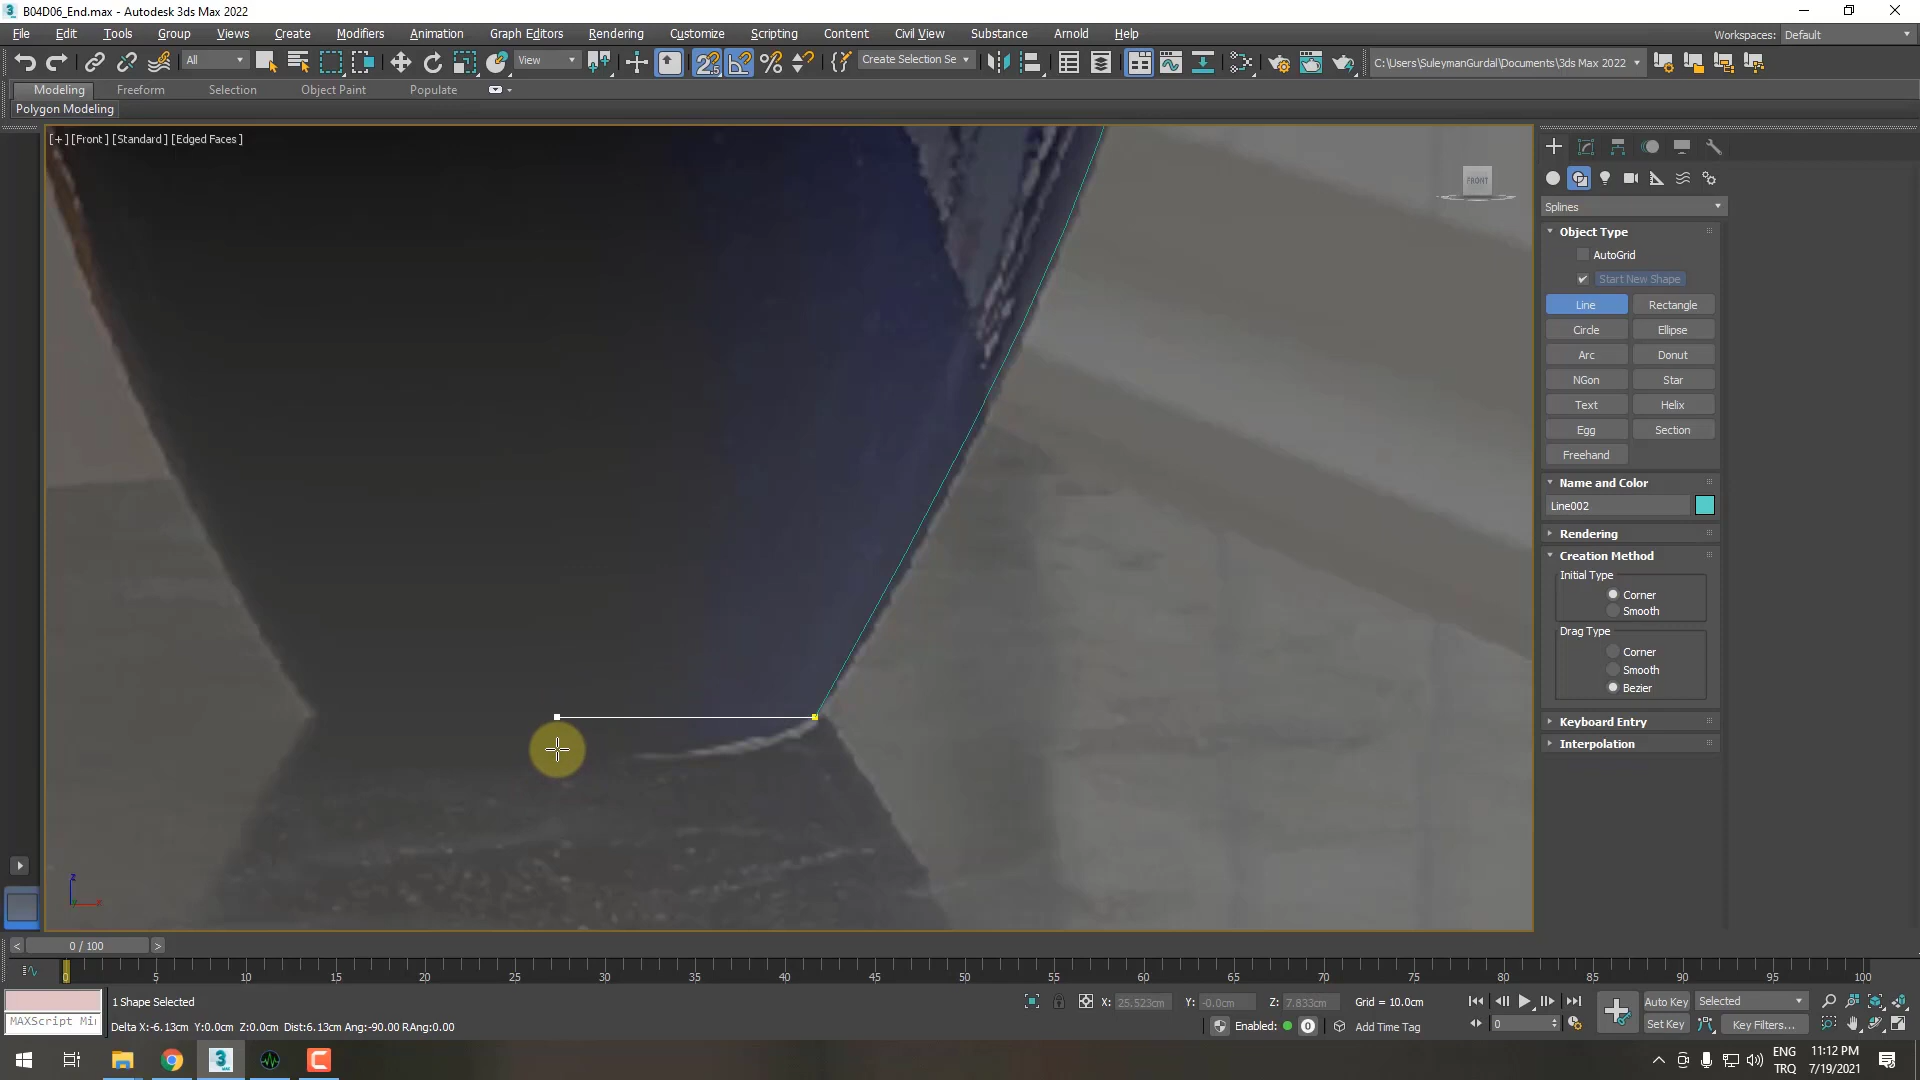 B04D06_End.max - Autodesk 3ds Max 2022
File Edit Tools Group Views Create Modifiers Animation Graph Editors Rendering Customize Scripting Content Civil View Substance Arnold Help
Workspaces: Default
All View Create Selection Se C:\Users\SuleymanGurdal\Documents\3ds Max 2022
Modeling Freeform Selection Object Paint Populate
Polygon Modeling
[+] [Front] [Standard] [Edged Faces]
FRONT
Splines
Object Type
AutoGrid
Start New Shape
Line Rectangle
Circle Ellipse
Arc Donut
NGon Star
Text Helix
Egg Section
Freehand
Name and Color
Line002
Rendering
Creation Method
Initial Type
Corner
Smooth
Drag Type
Corner
Smooth
Bezier
Keyboard Entry
Interpolation
z
x
< 0 / 100 >
0 5 10 15 20 25 30 35 40 45 50 55 60 65 70 75 80 85 90 95 100
1 Shape Selected
X: 25.523cm Y: -0.0cm Z: 7.833cm Grid = 10.0cm
Auto Key Selected
MAXScript Mi
Delta X:-6.13cm Y:0.0cm Z:0.0cm Dist:6.13cm Ang:-90.00 RAng:0.00
Enabled: 0 Add Time Tag
0
Set Key Key Filters...
ENG
TRQ
11:12 PM
7/19/2021